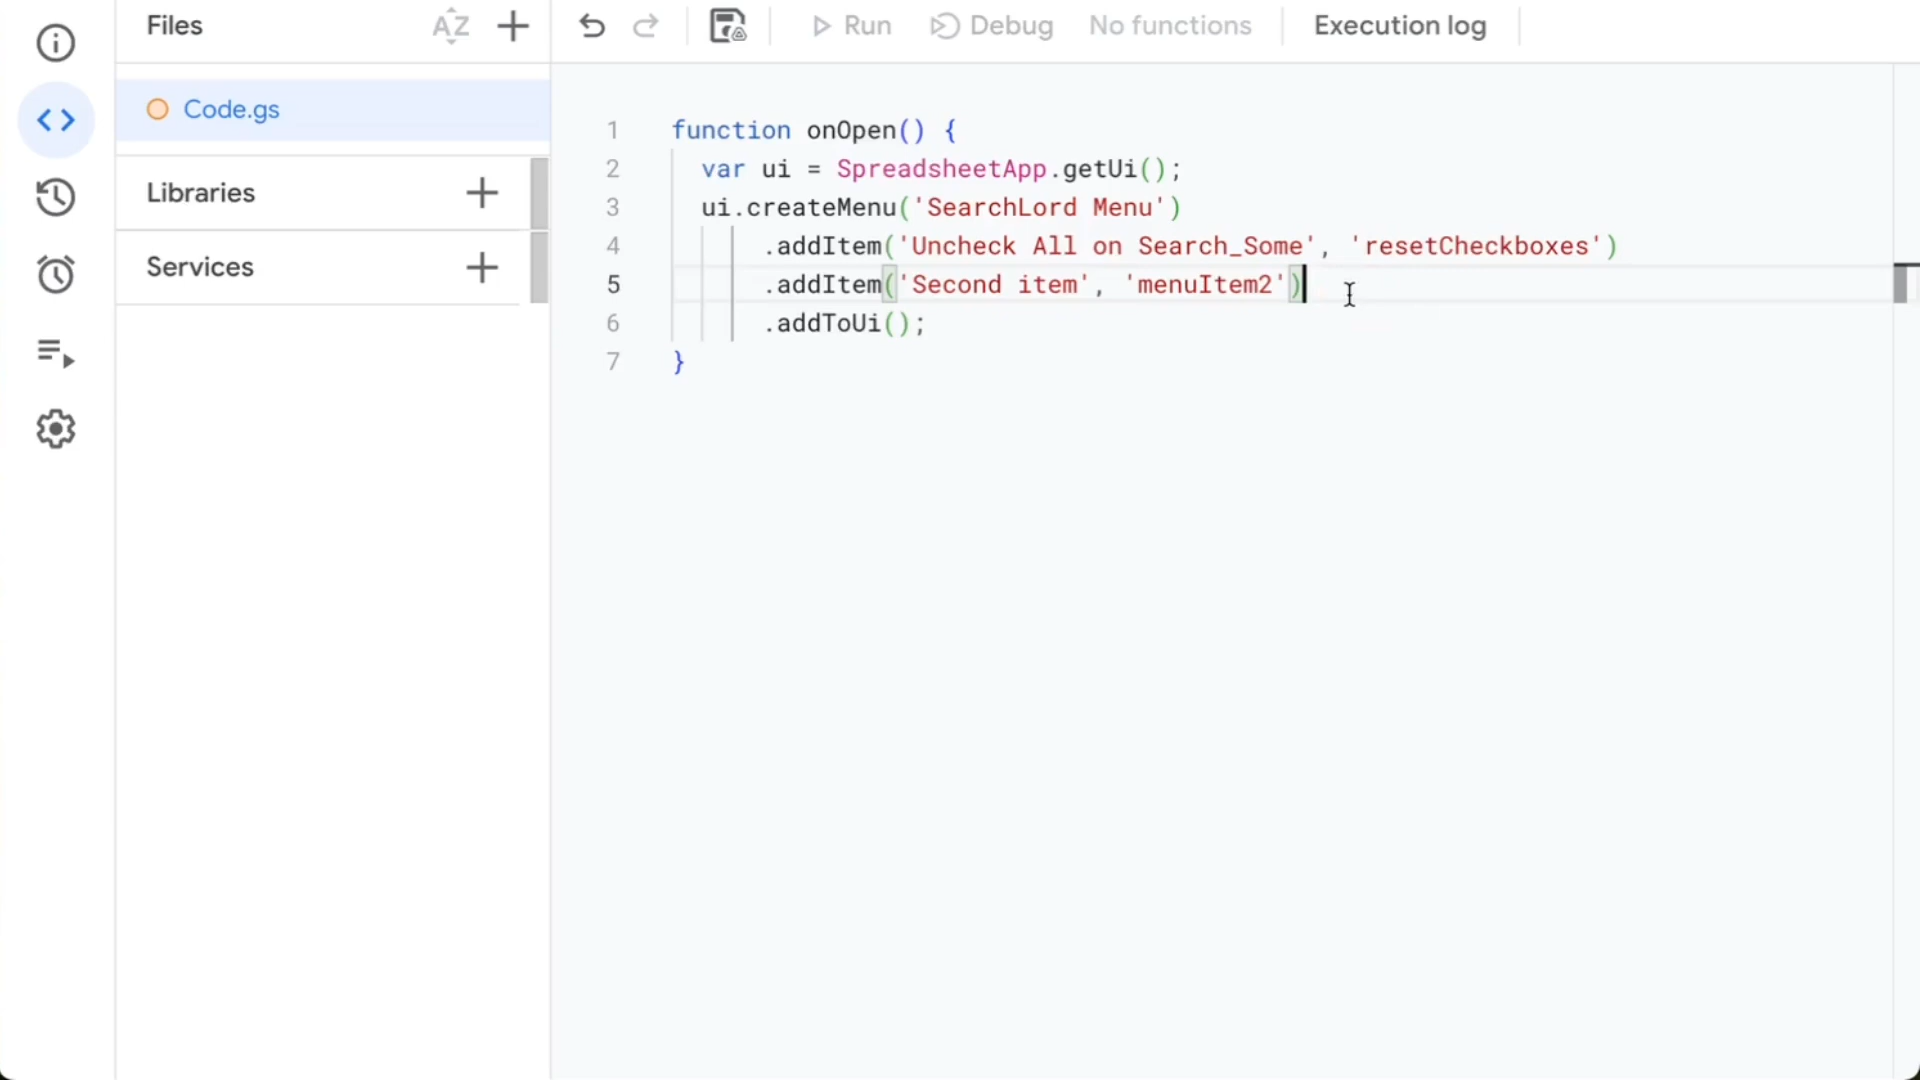 Files
AZ
Run
Debug
No functions
Execution log
Code.gs
Libraries
Services
1 function onOpen() {
2 var ui = SpreadsheetApp.getUi();
3 ui.createMenu('SearchLord Menu')
4 .addItem('Uncheck All on Search_Some', 'resetCheckboxes')
5 .addItem('Second item', 'menuItem2')
6 .addToUi();
7 }